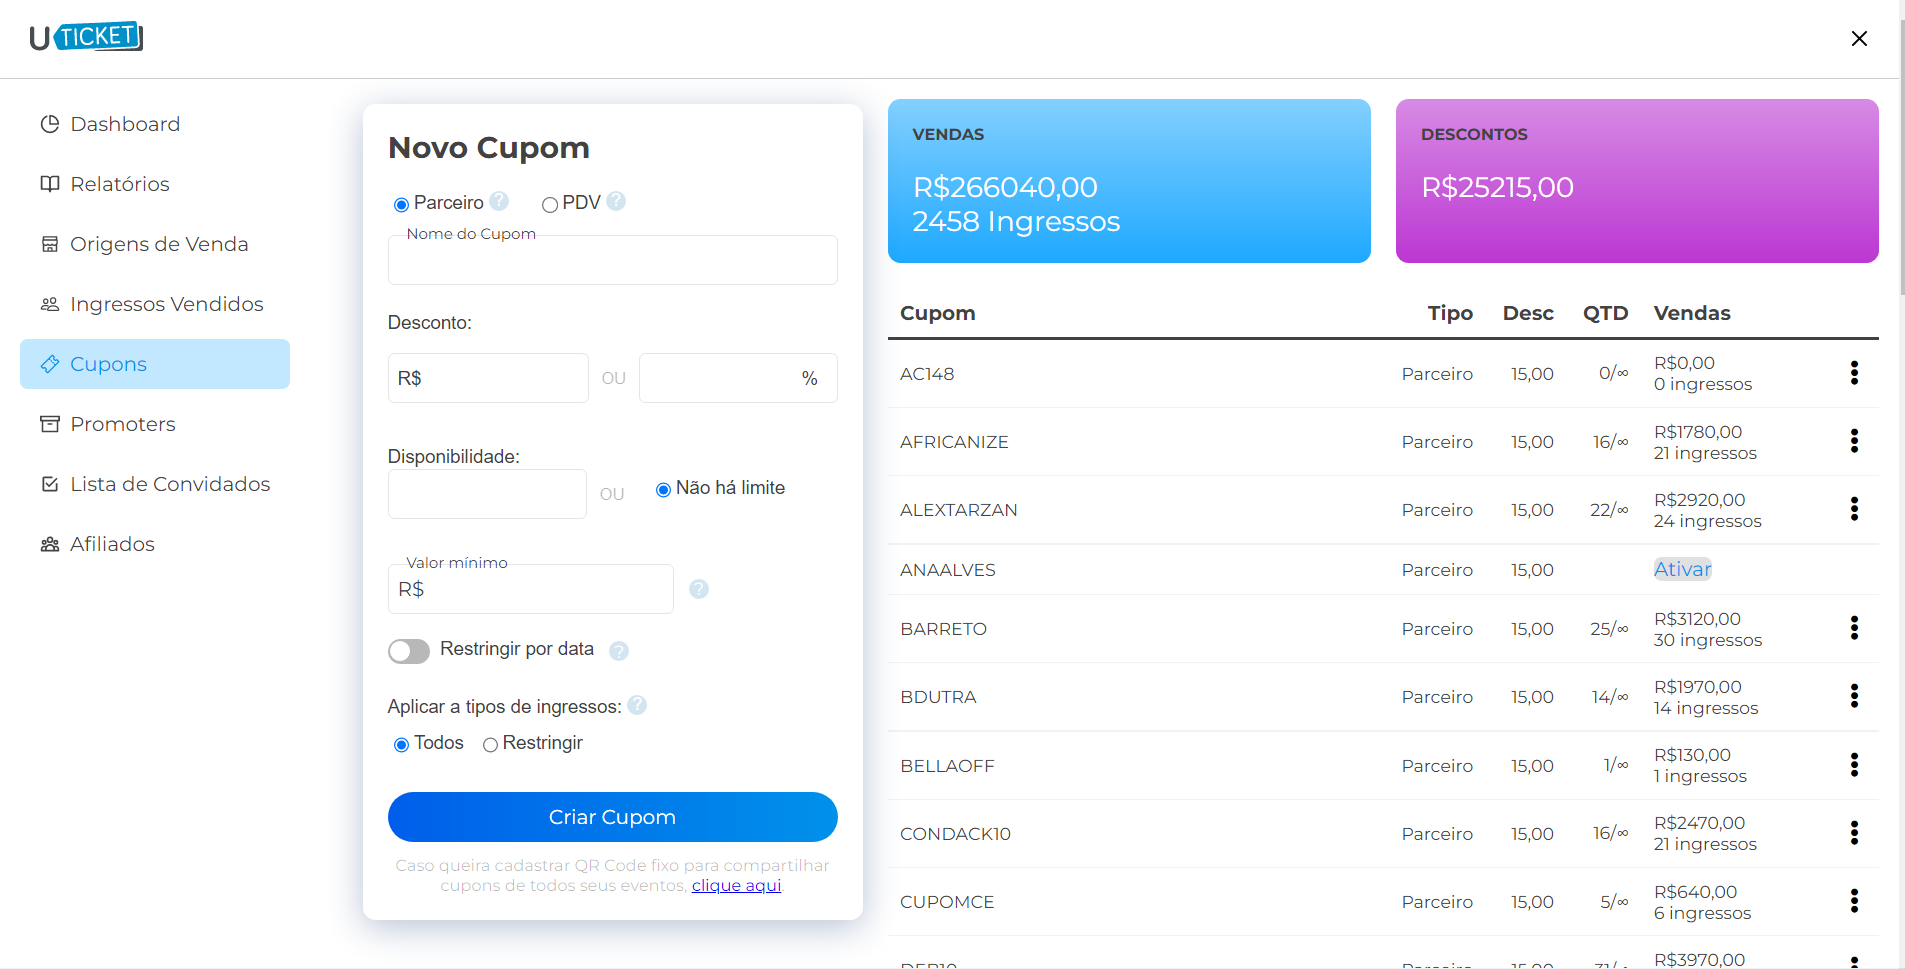 U TICKET
Dashboard
Relatórios
Origens de Venda
Ingressos Vendidos
Cupons
Promoters
Lista de Convidados
Afiliados
Novo Cupom
Parceiro ? PDV ?
Nome do Cupom
Desconto:
R$ OU %
Disponibilidade:
OU Não há limite
Valor mínimo
R$ ?
Restringir por data ?
Aplicar a tipos de ingressos: ?
Todos Restringir
Criar Cupom
Caso queira cadastrar QR Code fixo para compartilhar
cupons de todos seus eventos, clique aqui.
VENDAS
R$266040,00
2458 Ingressos
DESCONTOS
R$25215,00
Cupom Tipo Desc QTD Vendas
AC148 Parceiro 15,00 0/∞ R$0,00
0 ingressos
AFRICANIZE Parceiro 15,00 16/∞ R$1780,00
21 ingressos
ALEXTARZAN Parceiro 15,00 22/∞ R$2920,00
24 ingressos
ANAALVES Parceiro 15,00 Ativar
BARRETO Parceiro 15,00 25/∞ R$3120,00
30 ingressos
BDUTRA Parceiro 15,00 14/∞ R$1970,00
14 ingressos
BELLAOFF Parceiro 15,00 1/∞ R$130,00
1 ingressos
CONDACK10 Parceiro 15,00 16/∞ R$2470,00
21 ingressos
CUPOMCE Parceiro 15,00 5/∞ R$640,00
6 ingressos
R$3970,00